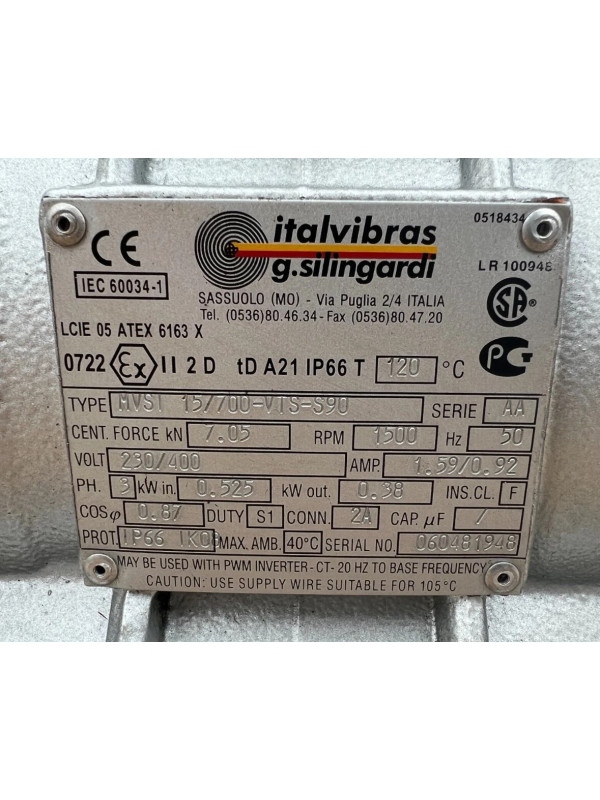 italvibras
g.silingardi
0518434
CE
IEC 60034-1
LR 100948
SASSUOLO (MO) - Via Puglia 2/4 ITALIA
Tel. (0536)80.46.34-Fax (0536)80.47.20
LCIE 05 ATEX 6163 X
0722 Ex II 2 D tD A21 IP66 T 120 °C
TYPE MVSI 15/700-VTS-S90 SERIE AA
CENT. FORCE kN 7.05 RPM 1500 Hz 50
VOLT 230/400 AMP. 1.59/0.92
PH. 3 kW in. 0.525 kW out. 0.38 INS.CL. F
COSφ 0.87 DUTY S1 CONN. 2A CAP. µF /
PROT. IP66 IK08 MAX. AMB. 40°C SERIAL NO. 060481948
MAY BE USED WITH PWM INVERTER - CT- 20 HZ TO BASE FREQUENCY
CAUTION: USE SUPPLY WIRE SUITABLE FOR 105°C